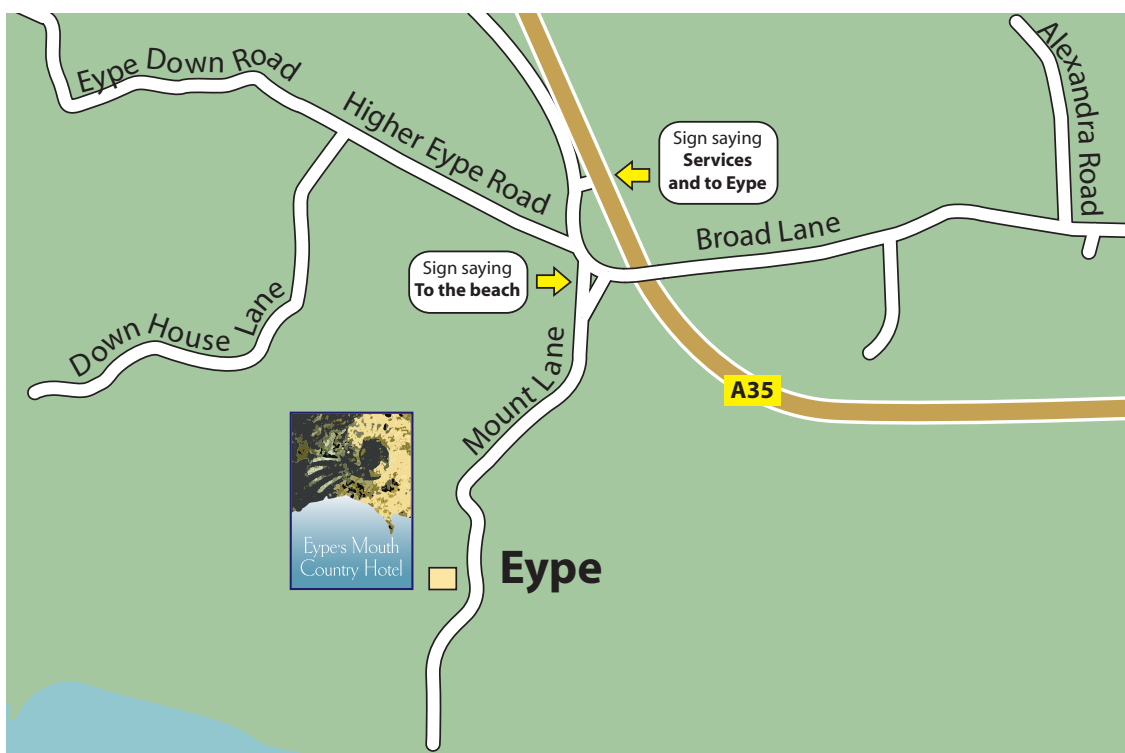 Eype Down Road
Higher Eype Road
Alexandra Road
Sign saying
Services
and to Eype
Broad Lane
Sign saying
To the beach
Down House Lane
Mount Lane
A35
Eype's Mouth
Country Hotel
Eype